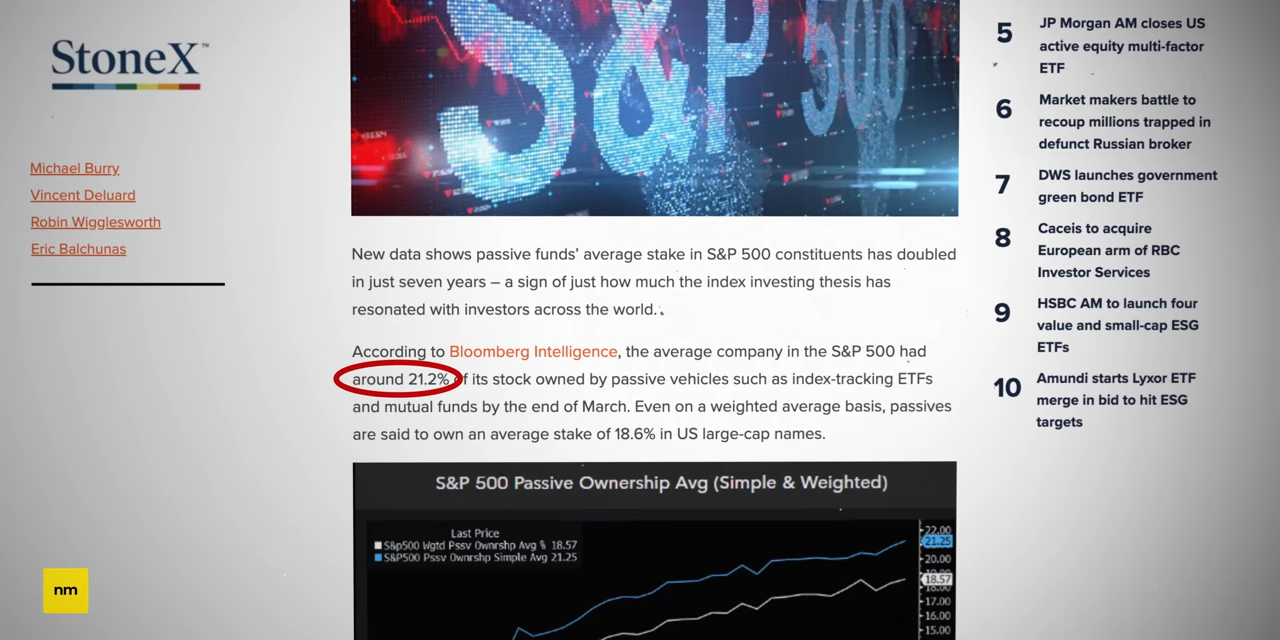 StoneX™
Michael Burry
Vincent Deluard
Robin Wigglesworth
Eric Balchunas
S&P 500
New data shows passive funds’ average stake in S&P 500 constituents has doubled
in just seven years – a sign of just how much the index investing thesis has
resonated with investors across the world.
According to Bloomberg Intelligence, the average company in the S&P 500 had
around 21.2% of its stock owned by passive vehicles such as index-tracking ETFs
and mutual funds by the end of March. Even on a weighted average basis, passives
are said to own an average stake of 18.6% in US large-cap names.
S&P 500 Passive Ownership Avg (Simple & Weighted)
Last Price
S&p500 Wgtd Pssv Ownrshp Avg % 18.57
S&P500 Pssv Ownrshp Simple Avg 21.25
22.00
21.25
20.00
18.57
18.00
17.00
16.00
15.00
5 JP Morgan AM closes US
active equity multi-factor
ETF
6 Market makers battle to
recoup millions trapped in
defunct Russian broker
7 DWS launches government
green bond ETF
8 Caceis to acquire
European arm of RBC
Investor Services
9 HSBC AM to launch four
value and small-cap ESG
ETFs
10 Amundi starts Lyxor ETF
merge in bid to hit ESG
targets
nm